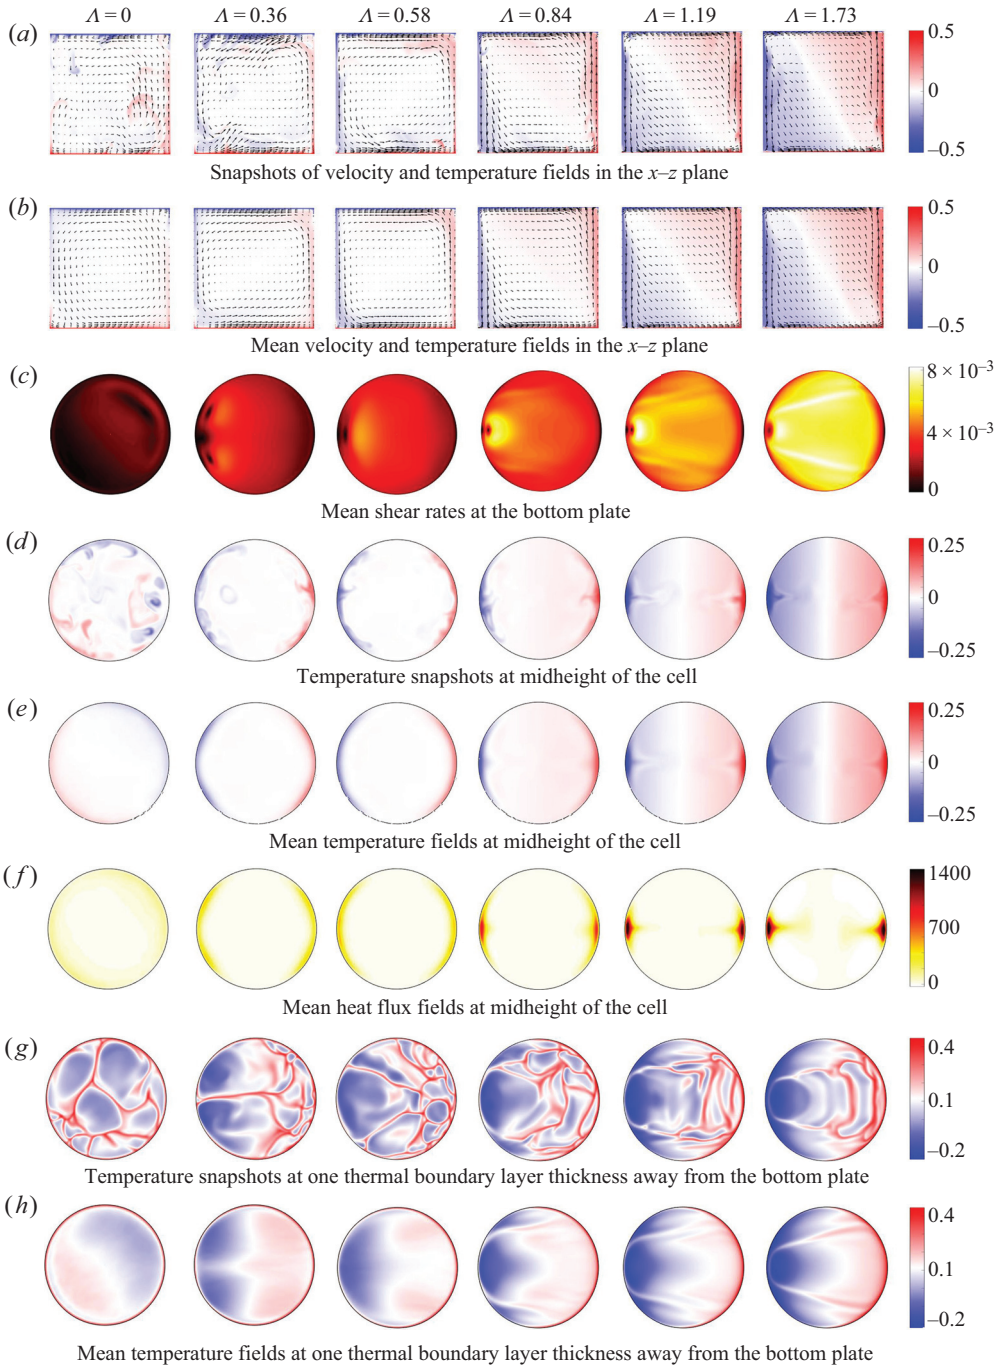 Λ = 0 Λ = 0.36 Λ = 0.58 Λ = 0.84 Λ = 1.19 Λ = 1.73
(a)
0.5
0
–0.5
Snapshots of velocity and temperature fields in the x–z plane
(b)
0.5
0
–0.5
Mean velocity and temperature fields in the x–z plane
(c)
8 × 10⁻³
4 × 10⁻³
0
Mean shear rates at the bottom plate
(d)
0.25
0
–0.25
Temperature snapshots at midheight of the cell
(e)
0.25
0
–0.25
Mean temperature fields at midheight of the cell
(f)
1400
700
0
Mean heat flux fields at midheight of the cell
(g)
0.4
0.1
–0.2
Temperature snapshots at one thermal boundary layer thickness away from the bottom plate
(h)
0.4
0.1
–0.2
Mean temperature fields at one thermal boundary layer thickness away from the bottom plate